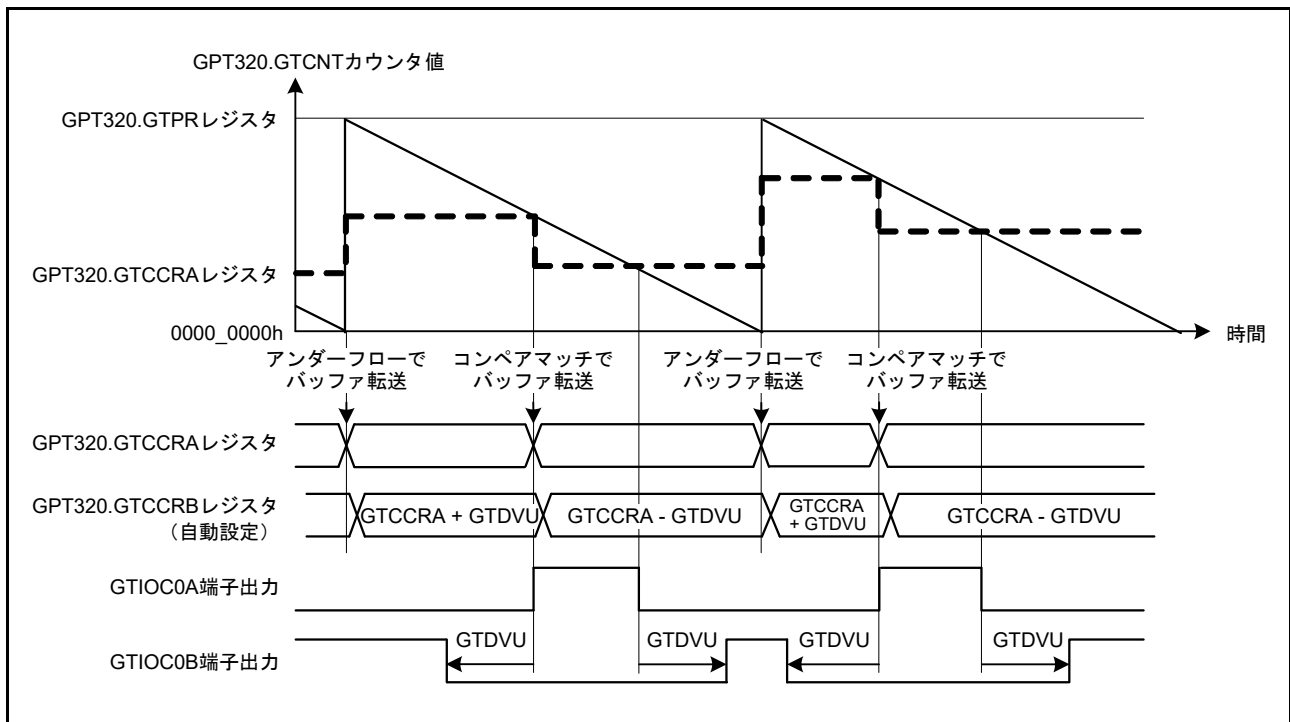 GPT320.GTCNTカウンタ値
GPT320.GTPRレジスタ
GPT320.GTCCRAレジスタ
0000_0000h
時間
アンダーフローで
バッファ転送
コンペアマッチで
バッファ転送
アンダーフローで
バッファ転送
コンペアマッチで
バッファ転送
GPT320.GTCCRAレジスタ
GPT320.GTCCRBレジスタ
（自動設定）
GTCCRA + GTDVU
GTCCRA - GTDVU
GTCCRA
+ GTDVU
GTCCRA - GTDVU
GTIOC0A端子出力
GTIOC0B端子出力
GTDVU
GTDVU
GTDVU
GTDVU